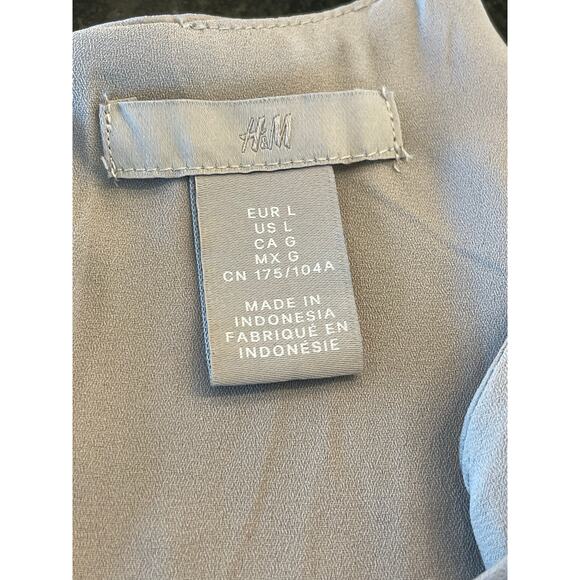 H&M
EUR L
US L
CA G
MX G
CN 175/104A
MADE IN
INDONESIA
FABRIQUÉ EN
INDONÉSIE